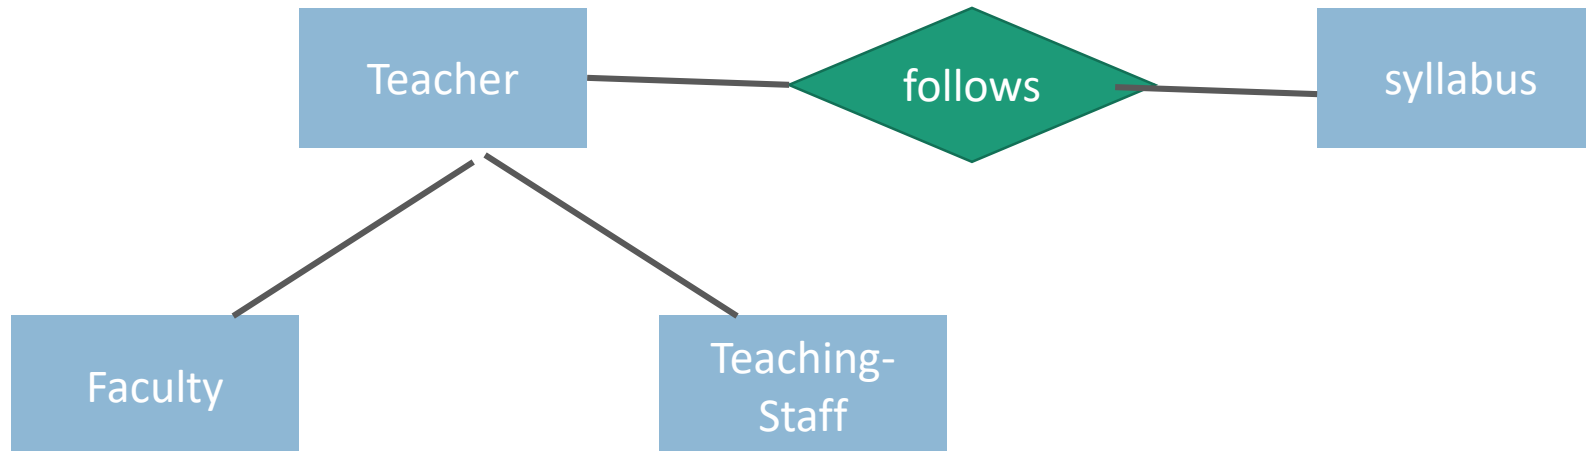 Teacher
follows
syllabus
Faculty
Teaching-
Staff